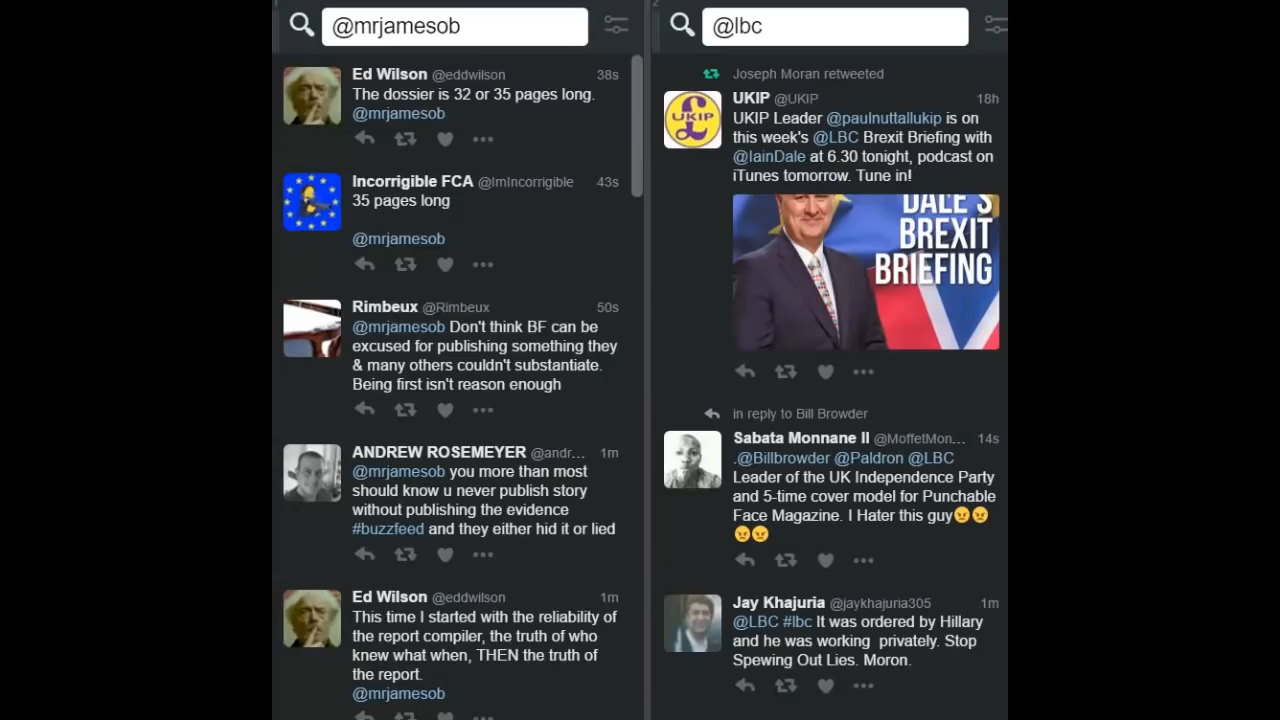 @mrjamesob
Ed Wilson @eddwilson 38s
The dossier is 32 or 35 pages long.
@mrjamesob
Incorrigible FCA @ImIncorrigible 43s
35 pages long
@mrjamesob
Rimbeux @Rimbeux 50s
@mrjamesob Don't think BF can be
excused for publishing something they
& many others couldn't substantiate.
Being first isn't reason enough
ANDREW ROSEMEYER @andr... 1m
@mrjamesob you more than most
should know u never publish story
without publishing the evidence
#buzzfeed and they either hid it or lied
Ed Wilson @eddwilson 1m
This time I started with the reliability of
the report compiler, the truth of who
knew what when, THEN the truth of
the report.
@mrjamesob
2
@lbc
Joseph Moran retweeted
UKIP @UKIP 18h
UKIP
UKIP Leader @paulnuttallukip is on
this week's @LBC Brexit Briefing with
@IainDale at 6.30 tonight, podcast on
iTunes tomorrow. Tune in!
DALE'S
BREXIT
BRIEFING
in reply to Bill Browder
Sabata Monnane II @MoffetMon... 14s
.@Billbrowder @Paldron @LBC
Leader of the UK Independence Party
and 5-time cover model for Punchable
Face Magazine. I Hater this guy😠😠
😠😠
Jay Khajuria @jaykhajuria305 1m
@LBC #lbc It was ordered by Hillary
and he was working  privately. Stop
Spewing Out Lies. Moron.